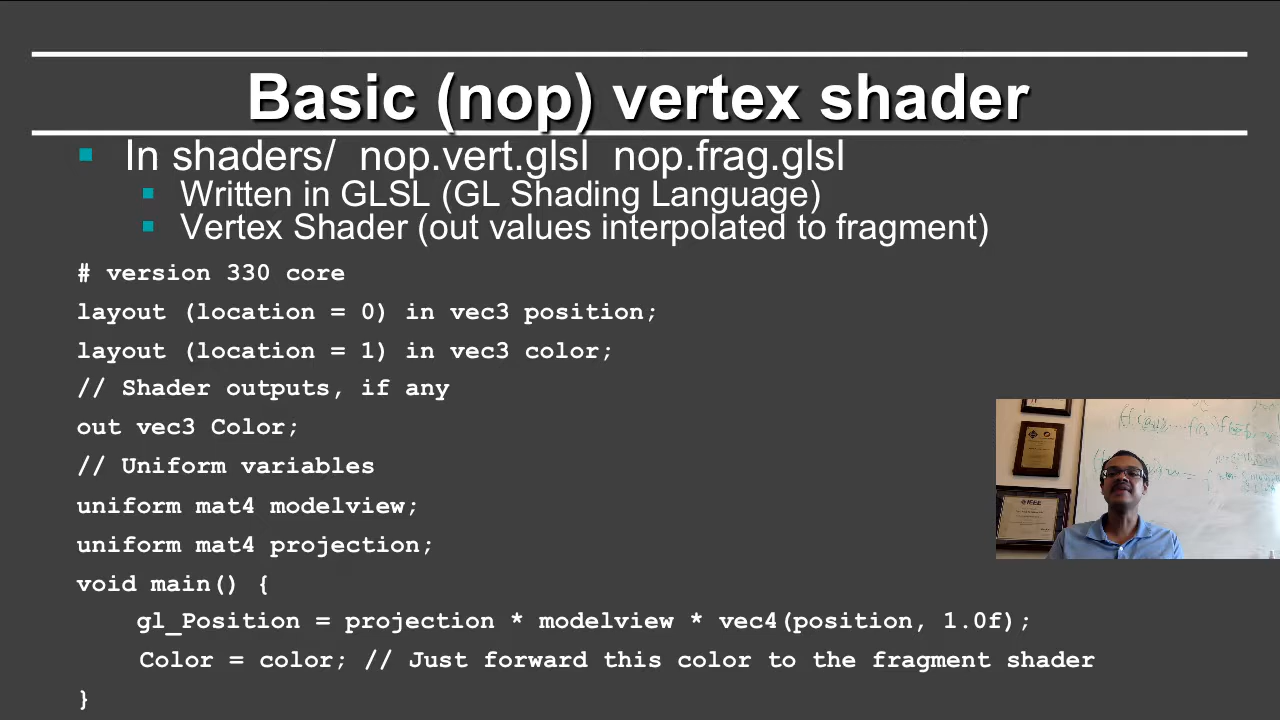 Basic (nop) vertex shader
In shaders/ nop.vert.glsl nop.frag.glsl
Written in GLSL (GL Shading Language)
Vertex Shader (out values interpolated to fragment)
# version 330 core
layout (location = 0) in vec3 position;
layout (location = 1) in vec3 color;
// Shader outputs, if any
out vec3 Color;
// Uniform variables
uniform mat4 modelview;
uniform mat4 projection;
void main() {
gl_Position = projection * modelview * vec4(position, 1.0f);
Color = color; // Just forward this color to the fragment shader
}
IEEE